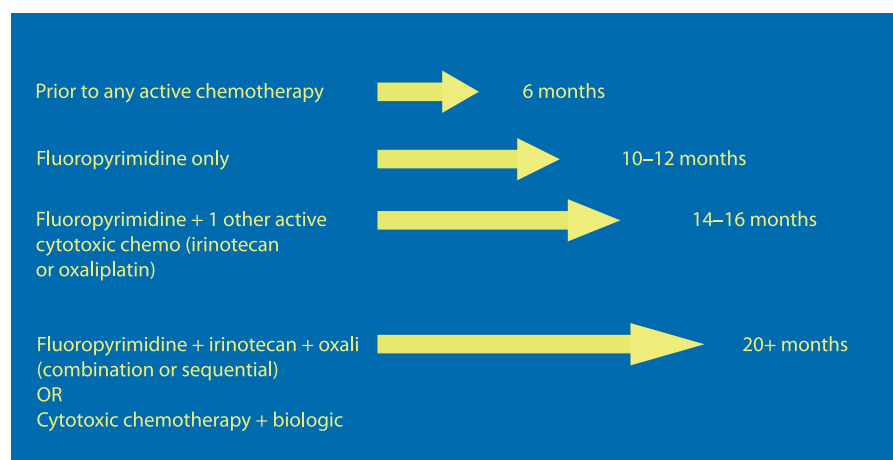 Prior to any active chemotherapy 6 months
Fluoropyrimidine only 10–12 months
Fluoropyrimidine + 1 other active 14–16 months
cytotoxic chemo (irinotecan
or oxaliplatin)
Fluoropyrimidine + irinotecan + oxali 20+ months
(combination or sequential)
OR
Cytotoxic chemotherapy + biologic